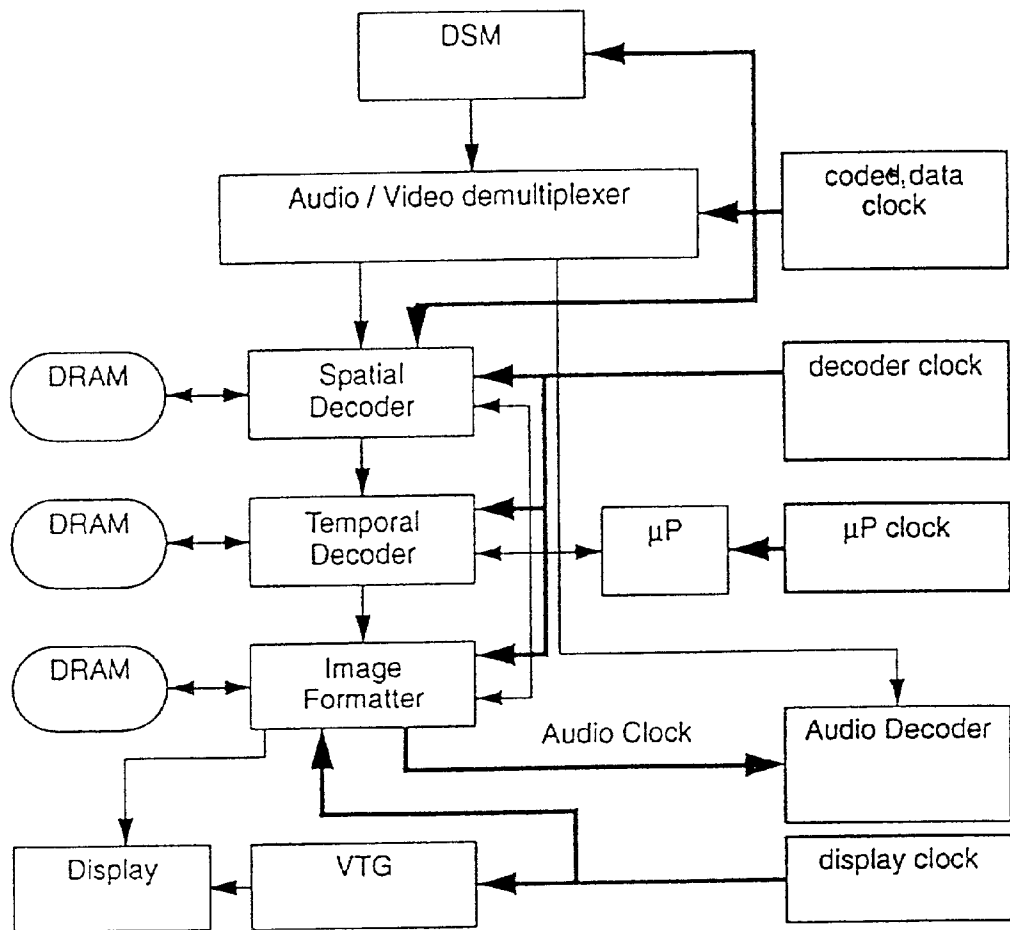 DSM
Audio / Video demultiplexer
coded data
clock
DRAM
Spatial
Decoder
decoder clock
DRAM
Temporal
Decoder
µP
µP clock
DRAM
Image
Formatter
Audio Clock
Audio Decoder
Display
VTG
display clock